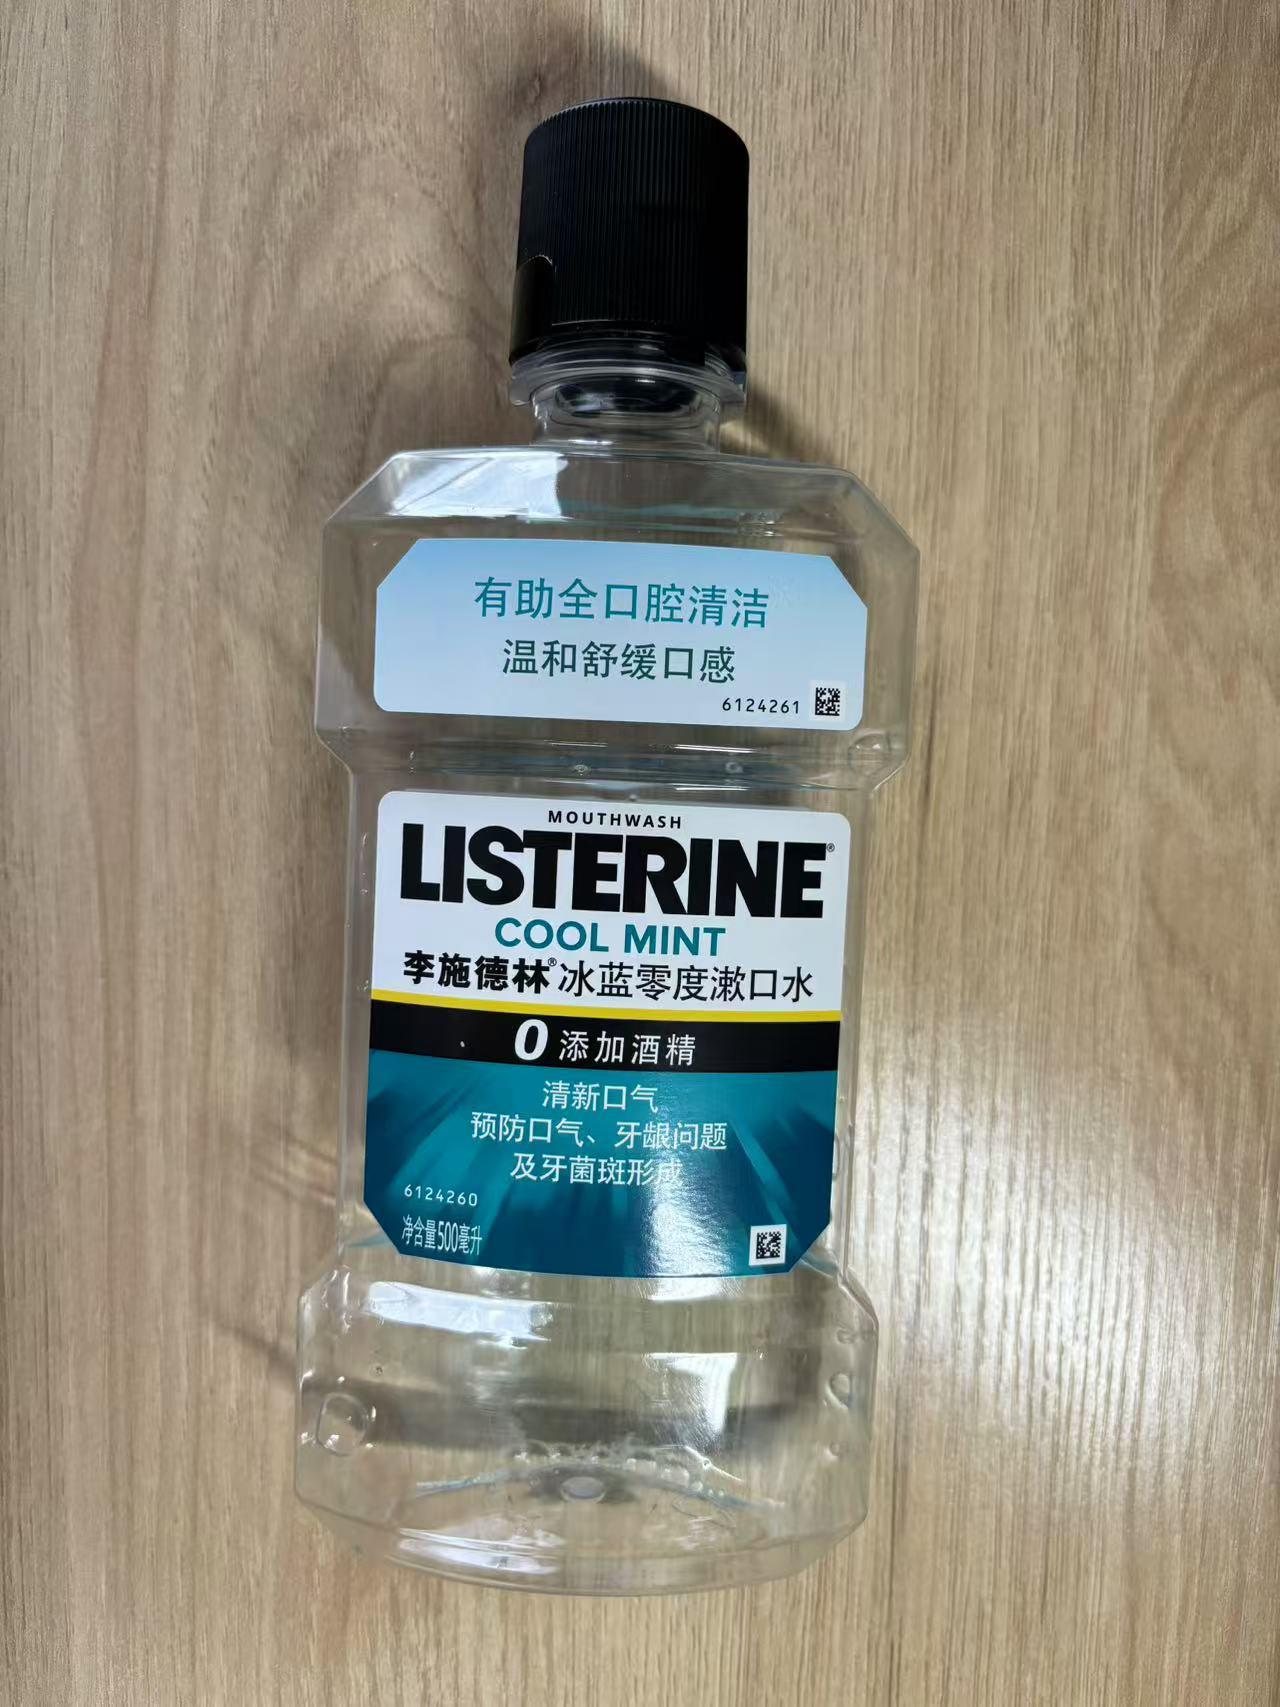 有助全口腔清洁
温和舒缓口感
6124261
MOUTHWASH
LISTERINE®
COOL MINT
李施德林®冰蓝零度漱口水
0添加酒精
清新口气
预防口气、牙龈问题
及牙菌斑形成
6124260
净含量500毫升